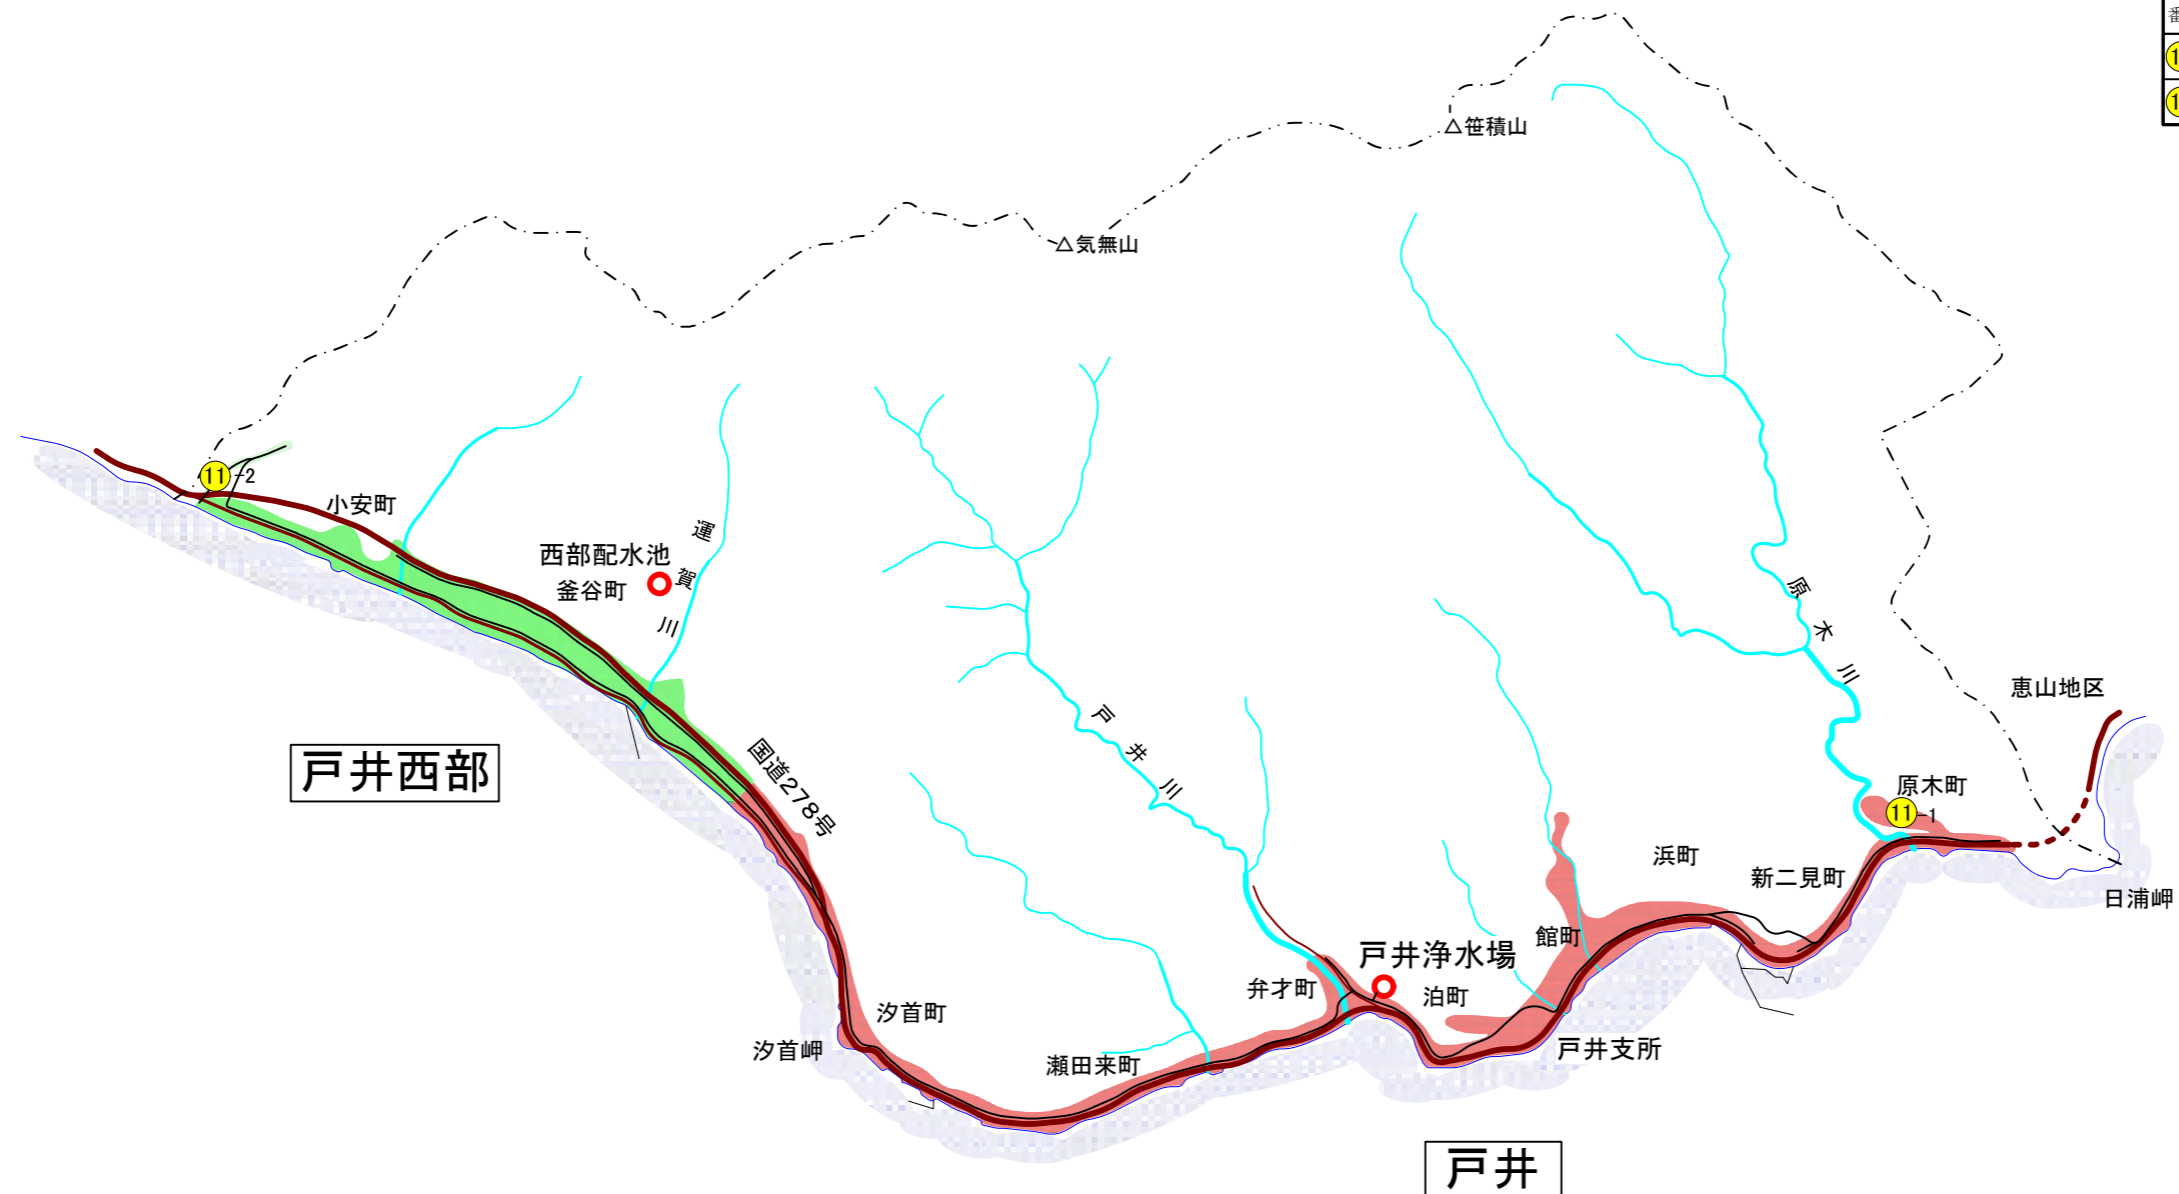 △笹積山
△気無山
11-2
小安町
西部配水池
釜谷町
運賀川
戸井西部
国道278号
戸井川
原木川
恵山地区
原木町
11-1
浜町
新二見町
日浦岬
館町
戸井浄水場
弁才町
泊町
汐首町
汐首岬
瀬田来町
戸井支所
戸井